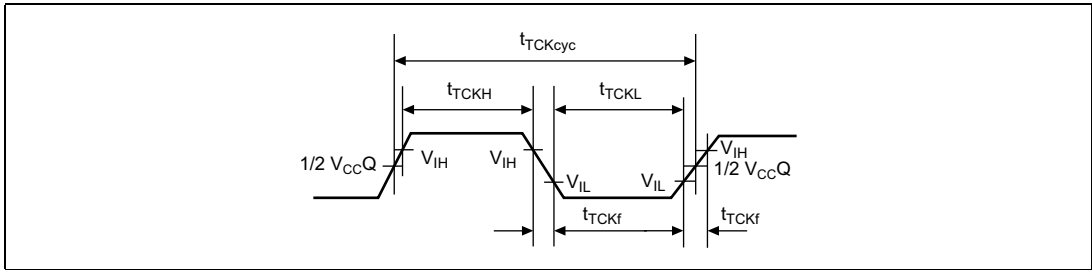 tTCKcyc
tTCKH
tTCKL
1/2 VCCQ
VIH
VIH
VIL
VIL
VIH
1/2 VCCQ
tTCKf
tTCKf